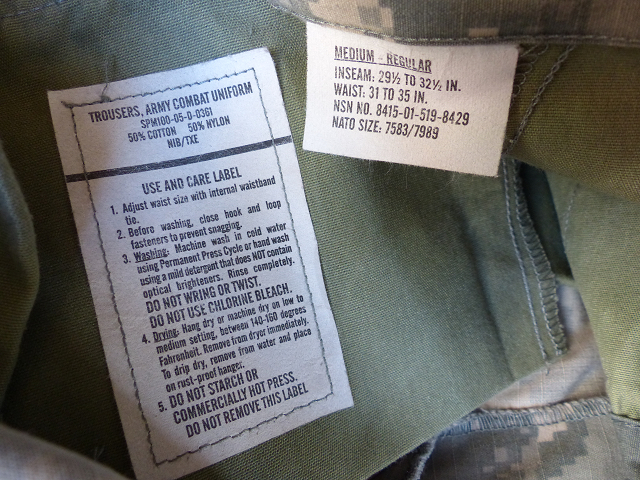 TROUSERS, ARMY COMBAT UNIFORM
SPM100-05-D-0361
50% COTTON 50% NYLON
NIB/TXE
USE AND CARE LABEL
1. Adjust waist size with internal waistband
tie.
2. Before washing, close hook and loop
fasteners to prevent snagging.
3. Washing: Machine wash in cold water
using Permanent Press Cycle or hand wash
using a mild detergent that does NOT contain
optical brighteners. Rinse completely.
DO NOT WRING OR TWIST.
DO NOT USE CHLORINE BLEACH.
4. Drying: Hang dry or machine dry on low to
medium setting, between 140-160 degrees
Fahrenheit. Remove from dryer immediately.
To drip dry, remove from water and place
on rust-proof hanger.
5. DO NOT STARCH OR
COMMERCIALLY HOT PRESS.
DO NOT REMOVE THIS LABEL
MEDIUM - REGULAR
INSEAM: 29½ TO 32½ IN.
WAIST: 31 TO 35 IN.
NSN NO. 8415-01-519-8429
NATO SIZE: 7583/7989